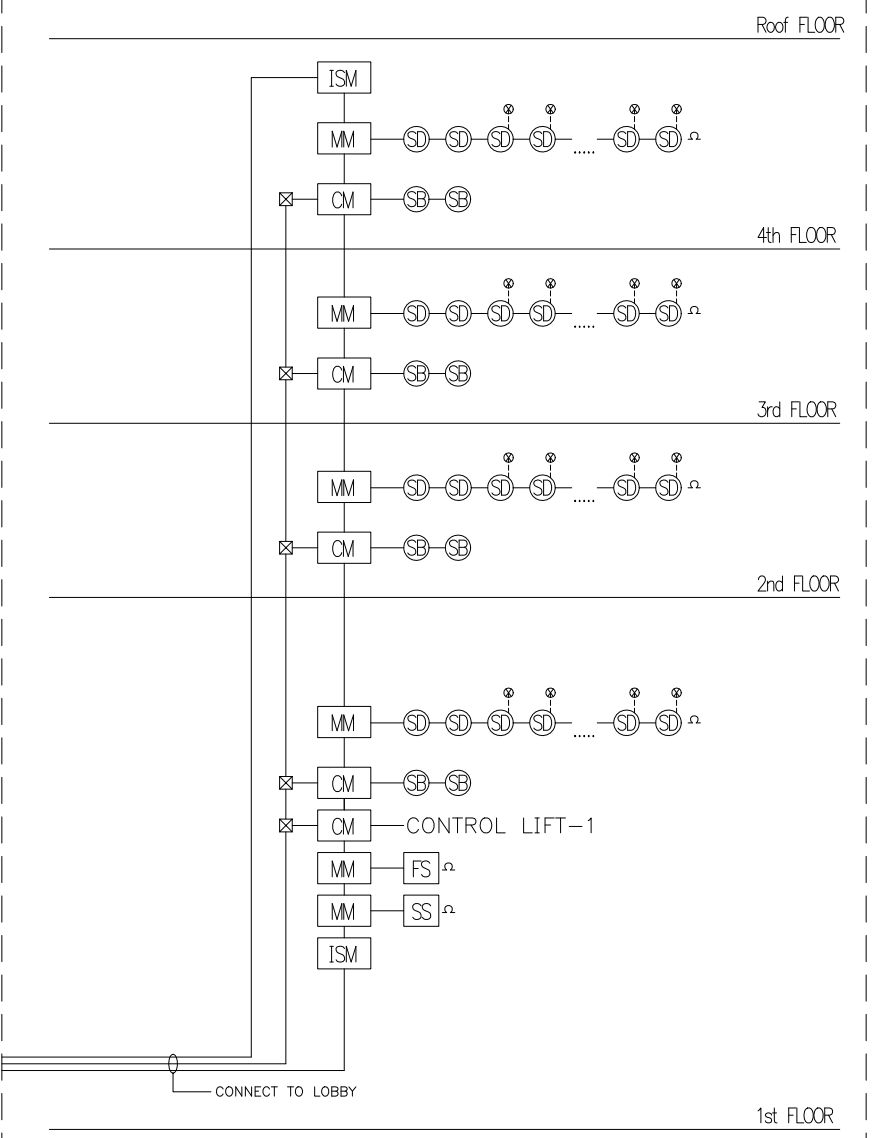 Roof FLOOR
ISM
MM SD SD SD SD ..... SD SD Ω
CM SB SB
4th FLOOR
MM SD SD SD SD ..... SD SD Ω
CM SB SB
3rd FLOOR
MM SD SD SD SD ..... SD SD Ω
CM SB SB
2nd FLOOR
MM SD SD SD SD ..... SD SD Ω
CM SB SB
CM CONTROL LIFT-1
MM FS Ω
MM SS Ω
ISM
CONNECT TO LOBBY
1st FLOOR